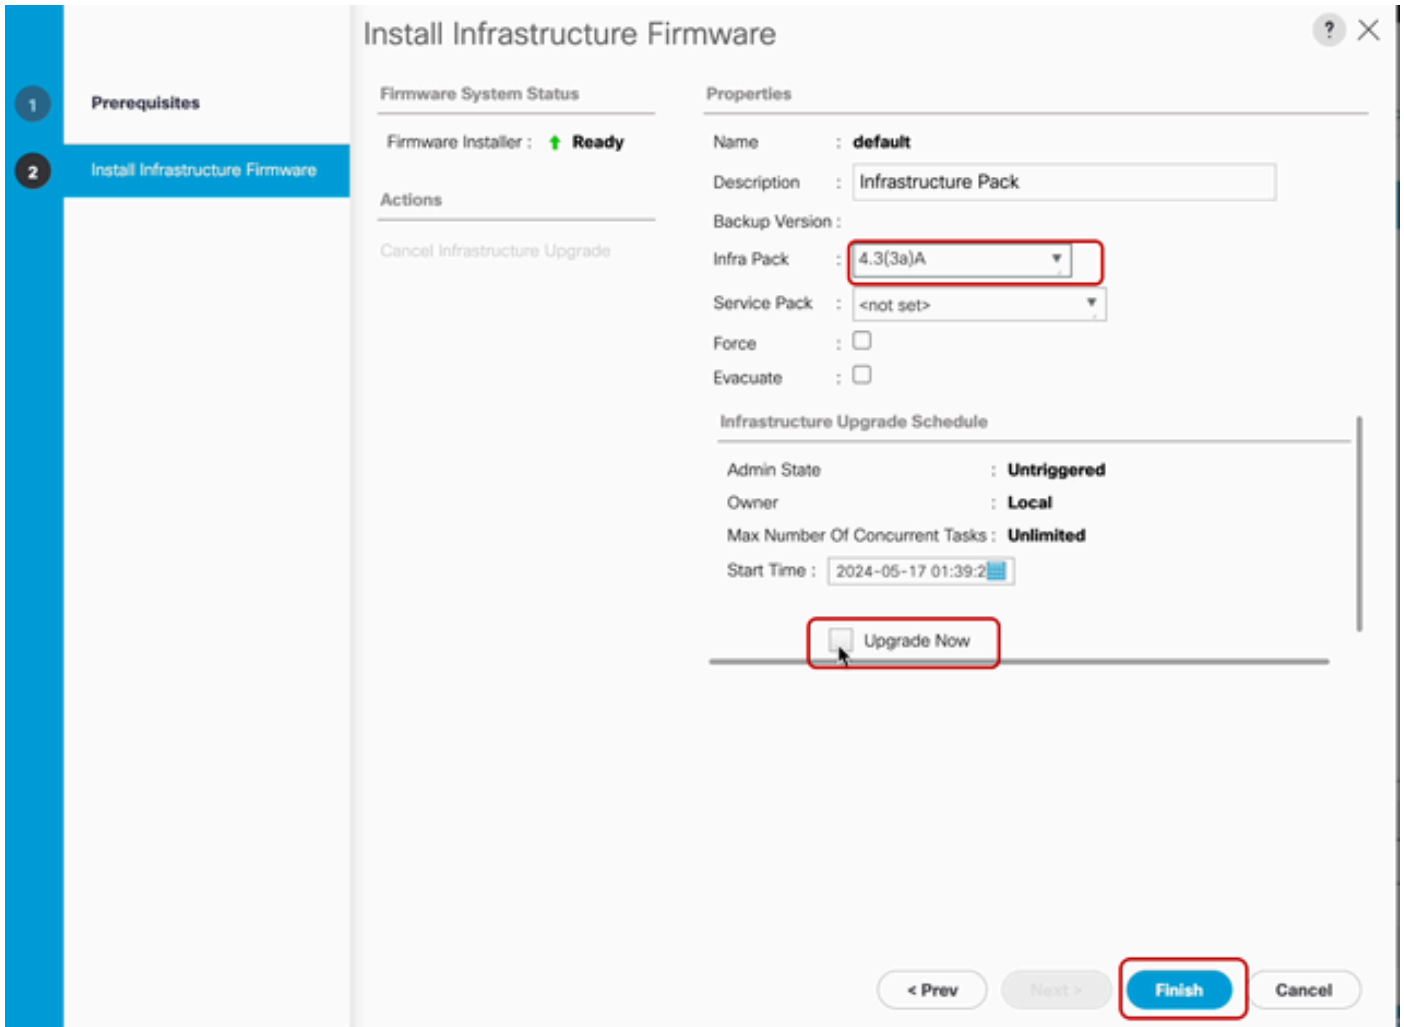 Install Infrastructure Firmware
?
1
Prerequisites
2
Install Infrastructure Firmware
Firmware System Status
Firmware Installer : Ready
Actions
Cancel Infrastructure Upgrade
Properties
Name : default
Description : Infrastructure Pack
Backup Version :
Infra Pack : 4.3(3a)A
Service Pack : <not set>
Force :
Evacuate :
Infrastructure Upgrade Schedule
Admin State : Untriggered
Owner : Local
Max Number Of Concurrent Tasks : Unlimited
Start Time : 2024-05-17 01:39:2
Upgrade Now
< Prev
Next >
Finish
Cancel